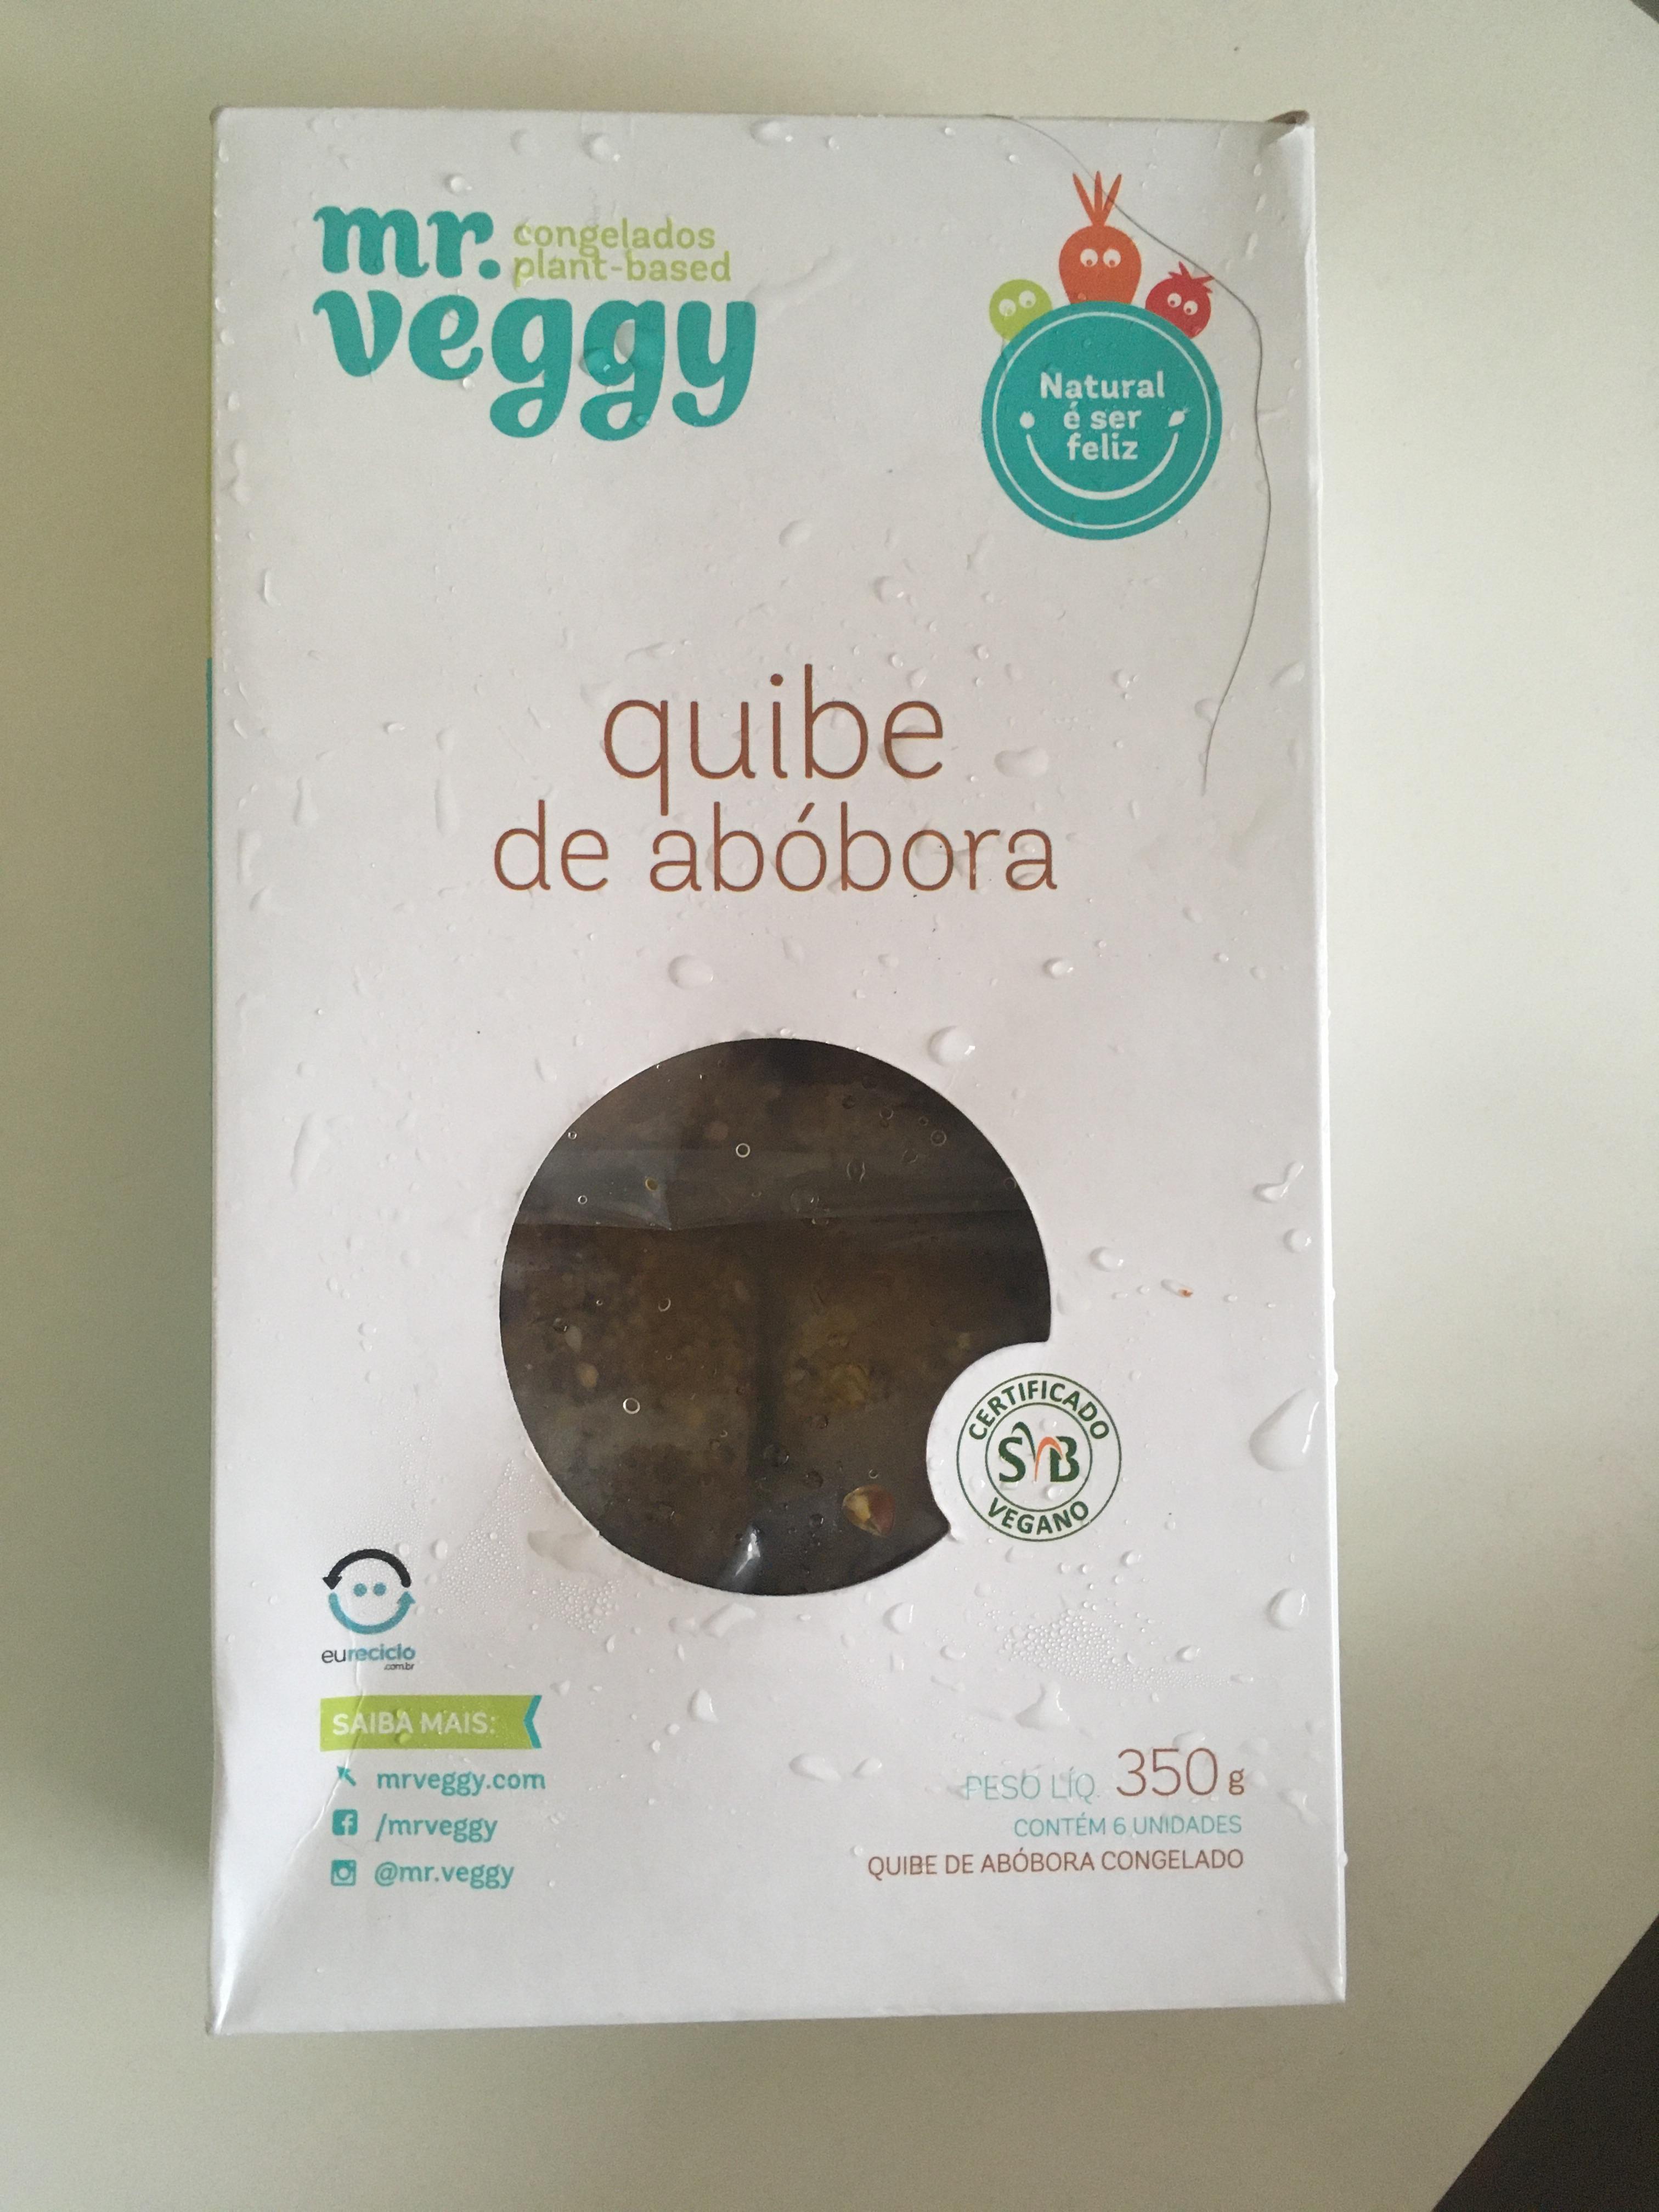 mr. congelados
plant-based
veggy
Natural
é ser
feliz
quibe
de abóbora
CERTIFICADO
SVB
VEGANO
eureciclo
.com.br
SAIBA MAIS:
mrveggy.com
/mrveggy
@mr.veggy
PESO LÍQ. 350 g
CONTÉM 6 UNIDADES
QUIBE DE ABÓBORA CONGELADO